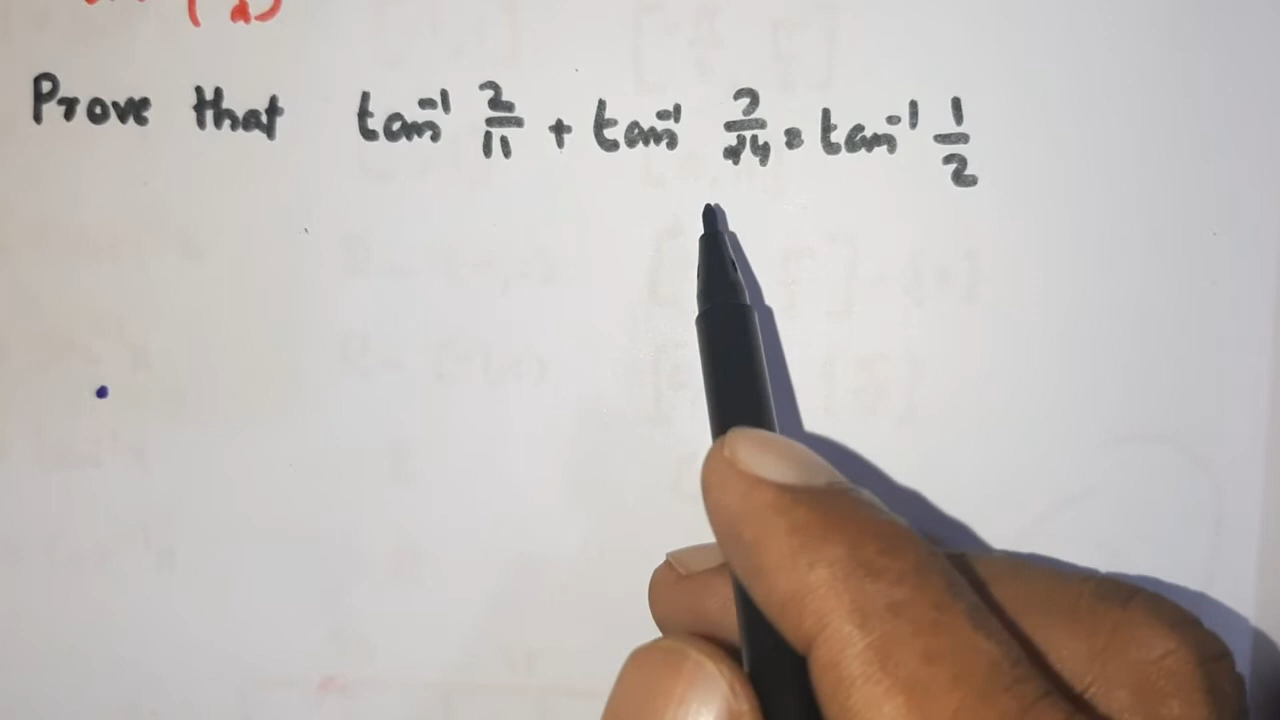 Prove that tan⁻¹ 2/11 + tan⁻¹ 7/24 = tan⁻¹ 1/2